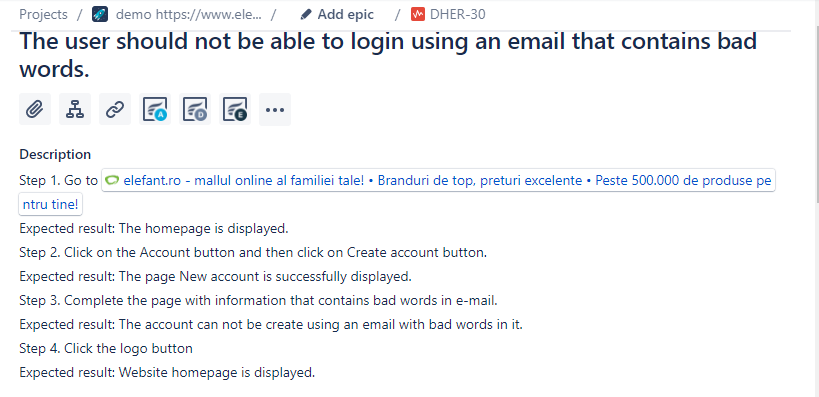 Projects / demo https://www.ele... / Add epic / DHER-30
The user should not be able to login using an email that contains bad
words.
A D E
Description
Step 1. Go to elefant.ro - mallul online al familiei tale! • Branduri de top, preturi excelente • Peste 500.000 de produse pe
ntru tine!
Expected result: The homepage is displayed.
Step 2. Click on the Account button and then click on Create account button.
Expected result: The page New account is successfully displayed.
Step 3. Complete the page with information that contains bad words in e-mail.
Expected result: The account can not be create using an email with bad words in it.
Step 4. Click the logo button
Expected result: Website homepage is displayed.